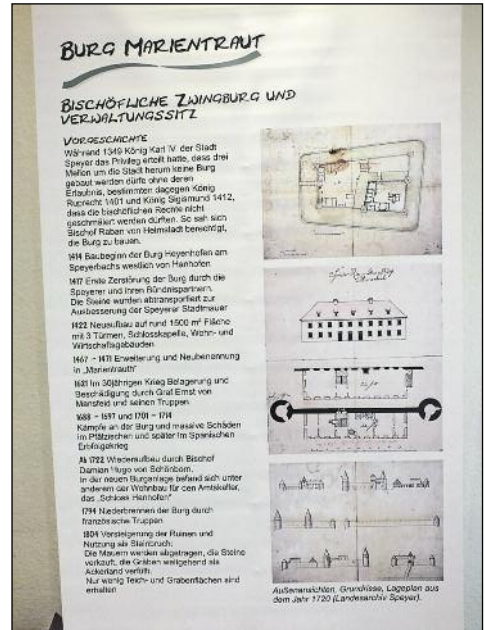 BURG MARIENTRAUT
BISCHÖFLICHE ZWINGBURG UND
VERWALTUNGSSITZ
VORGESCHICHTE
Während 1349 König Karl IV. der Stadt
Speyer das Privileg erteilt hatte, dass drei
Meilen um die Stadt herum keine Burg
gebaut werden dürfe ohne deren
Erlaubnis, bestimmten dagegen König
Ruprecht 1401 und König Sigismund 1412,
dass die bischöflichen Rechte nicht
geschmälert werden dürften. So sah sich
Bischof Raban von Helmstadt berechtigt,
die Burg zu bauen.
1414 Baubeginn der Burg Meyenhofen am
Speyerbachs westlich von Hanhofen
1417 Erste Zerstörung der Burg durch die
Speyerer und ihren Bündnispartnern.
Die Steine wurden abtransportiert zur
Ausbesserung der Speyerer Stadtmauer
1422 Neuaufbau auf rund 1500 m² Fläche
mit 3 Türmen, Schlosskapelle, Wohn- und
Wirtschaftsgebäuden
1467 – 1471 Erweiterung und Neubenennung
in „Marientrauth“
1621 Im 30jährigen Krieg Belagerung und
Beschädigung durch Graf Ernst von
Mansfeld und seinen Truppen
1688 – 1697 und 1701 – 1714
Kämpfe an der Burg und massive Schäden
im Pfälzischen und später im Spanischen
Erbfolgekrieg
Ab 1722 Wiederaufbau durch Bischof
Damian Hugo von Schönborn.
In der neuen Burganlage befand sich unter
anderem der Wohnbau für den Amtskeller,
das „Schloss Hanhofen“
1794 Niederbrennen der Burg durch
französische Truppen
1804 Versteigerung der Ruinen und
Nutzung als Steinbruch:
Die Mauern werden abgetragen, die Steine
verkauft, die Gräben weitgehend als
Ackerland verfüllt.
Nur wenig Teich- und Grabenflächen sind
erhalten
Außenansichten, Grundrisse, Lageplan aus
dem Jahr 1720 (Landesarchiv Speyer).